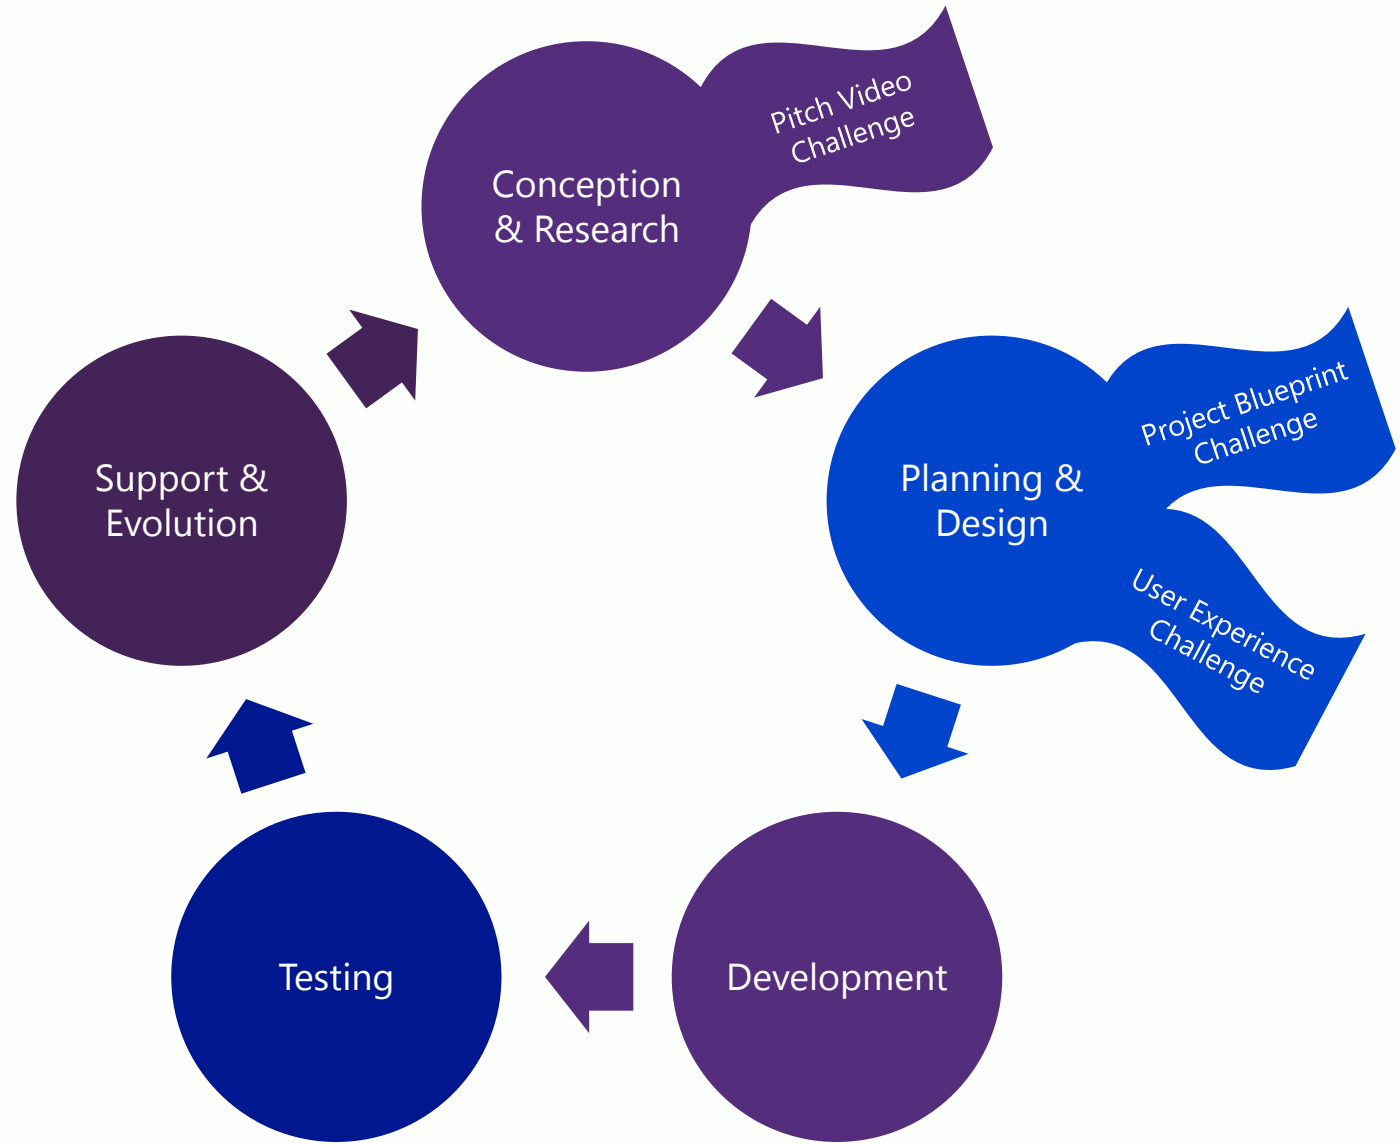 Pitch Video
Challenge
Conception
& Research
Project Blueprint
Challenge
Planning &
Design
User Experience
Challenge
Development
Testing
Support &
Evolution